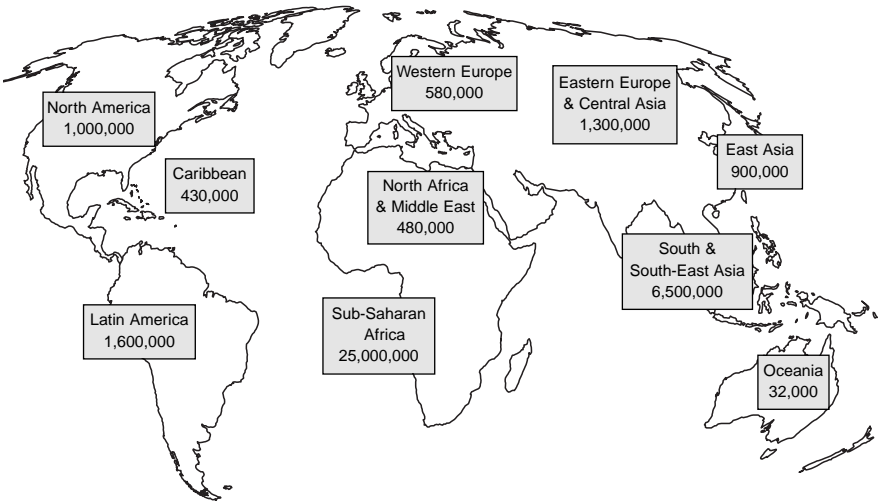 Western Europe
580,000
Eastern Europe
& Central Asia
1,300,000
North America
1,000,000
East Asia
900,000
Caribbean
430,000
North Africa
& Middle East
480,000
South &
South-East Asia
6,500,000
Latin America
1,600,000
Sub-Saharan
Africa
25,000,000
Oceania
32,000